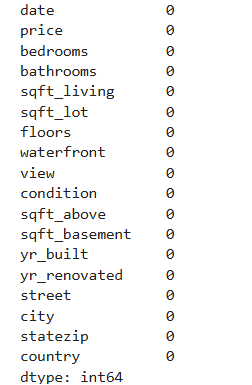 date 0
price 0
bedrooms 0
bathrooms 0
sqft_living 0
sqft_lot 0
floors 0
waterfront 0
view 0
condition 0
sqft_above 0
sqft_basement 0
yr_built 0
yr_renovated 0
street 0
city 0
statezip 0
country 0
dtype: int64